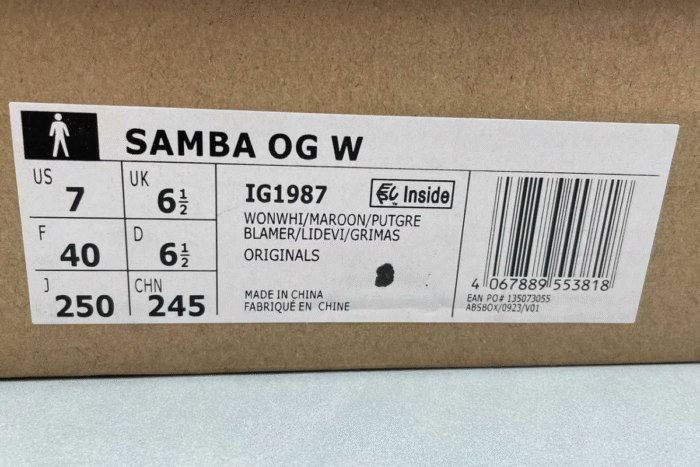 SAMBA OG W
US 7
UK 6½
F 40
D 6½
J 250
CHN 245
IG1987
Inside
WONWHI/MAROON/PUTGRE
BLAMER/LIDEVI/GRIMAS
ORIGINALS
MADE IN CHINA
FABRIQUÉ EN CHINE
4 067889 553818
EAN PO# 135073055
ABSBOX/0923/V01